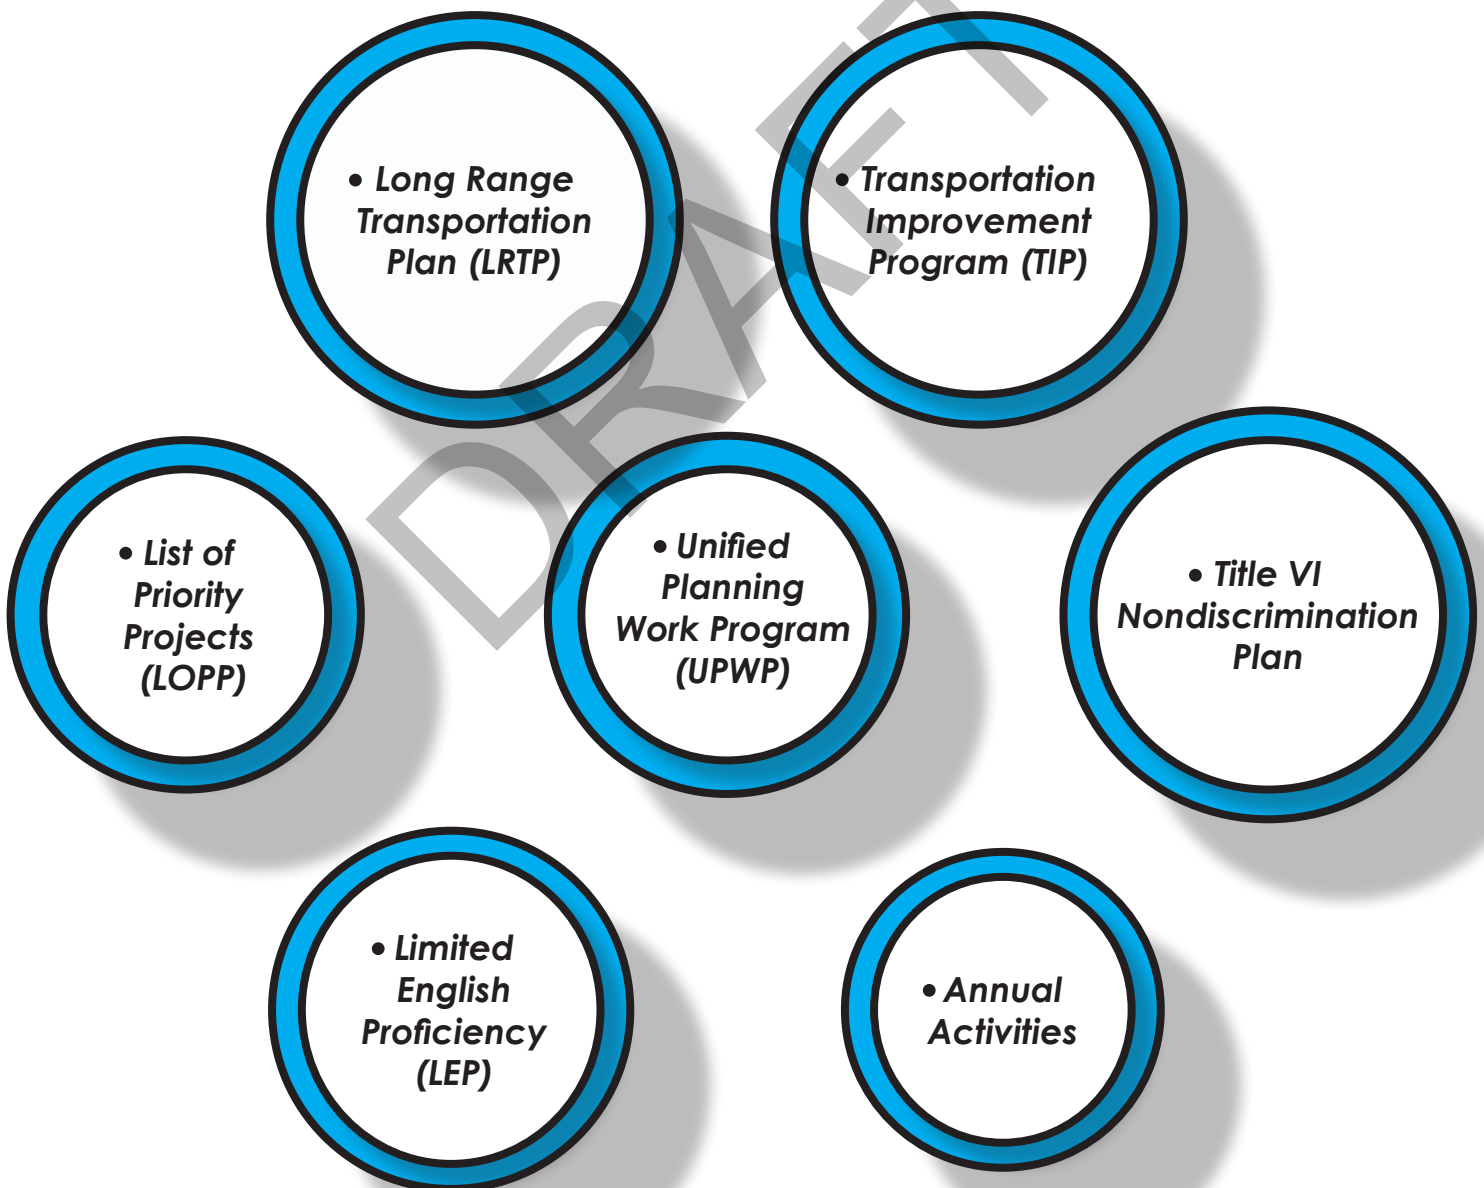 • Long Range
Transportation
Plan (LRTP)
• Transportation
Improvement
Program (TIP)
• List of
Priority
Projects
(LOPP)
• Unified
Planning
Work Program
(UPWP)
• Title VI
Nondiscrimination
Plan
• Limited
English
Proficiency
(LEP)
• Annual
Activities
DRAFT